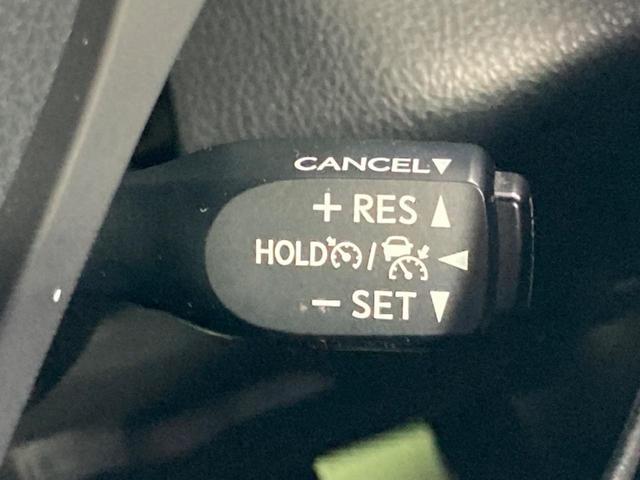 CANCEL▼
+ RES ▲
HOLD / ◀
− SET ▼